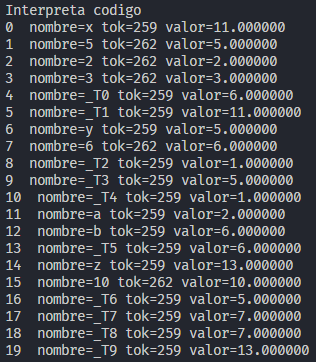 Interpreta codigo
0  nombre=x tok=259 valor=11.000000
1  nombre=5 tok=262 valor=5.000000
2  nombre=2 tok=262 valor=2.000000
3  nombre=3 tok=262 valor=3.000000
4  nombre=_T0 tok=259 valor=6.000000
5  nombre=_T1 tok=259 valor=11.000000
6  nombre=y tok=259 valor=5.000000
7  nombre=6 tok=262 valor=6.000000
8  nombre=_T2 tok=259 valor=1.000000
9  nombre=_T3 tok=259 valor=5.000000
10  nombre=_T4 tok=259 valor=1.000000
11  nombre=a tok=259 valor=2.000000
12  nombre=b tok=259 valor=6.000000
13  nombre=_T5 tok=259 valor=6.000000
14  nombre=z tok=259 valor=13.000000
15  nombre=10 tok=262 valor=10.000000
16  nombre=_T6 tok=259 valor=5.000000
17  nombre=_T7 tok=259 valor=7.000000
18  nombre=_T8 tok=259 valor=7.000000
19  nombre=_T9 tok=259 valor=13.000000